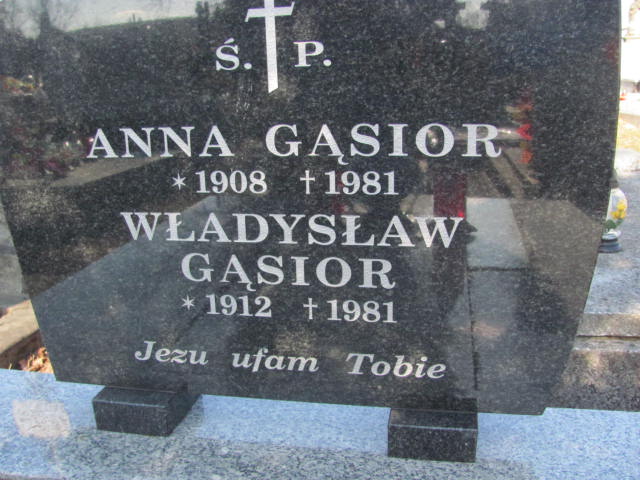 Ś. P.
ANNA GĄSIOR
* 1908 † 1981
WŁADYSŁAW
GĄSIOR
* 1912 † 1981
Jezu ufam Tobie